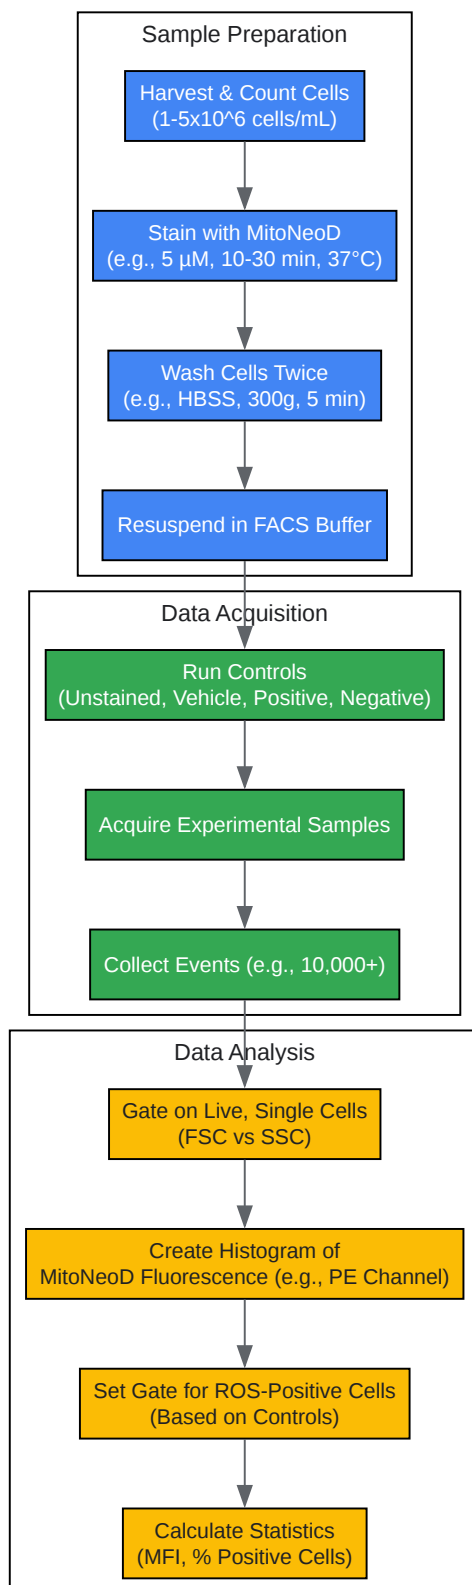 Sample Preparation
Harvest & Count Cells
(1-5x10^6 cells/mL)
Stain with MitoNeoD
(e.g., 5 µM, 10-30 min, 37°C)
Wash Cells Twice
(e.g., HBSS, 300g, 5 min)
Resuspend in FACS Buffer
Data Acquisition
Run Controls
(Unstained, Vehicle, Positive, Negative)
Acquire Experimental Samples
Collect Events (e.g., 10,000+)
Data Analysis
Gate on Live, Single Cells
(FSC vs SSC)
Create Histogram of
MitoNeoD Fluorescence (e.g., PE Channel)
Set Gate for ROS-Positive Cells
(Based on Controls)
Calculate Statistics
(MFI, % Positive Cells)